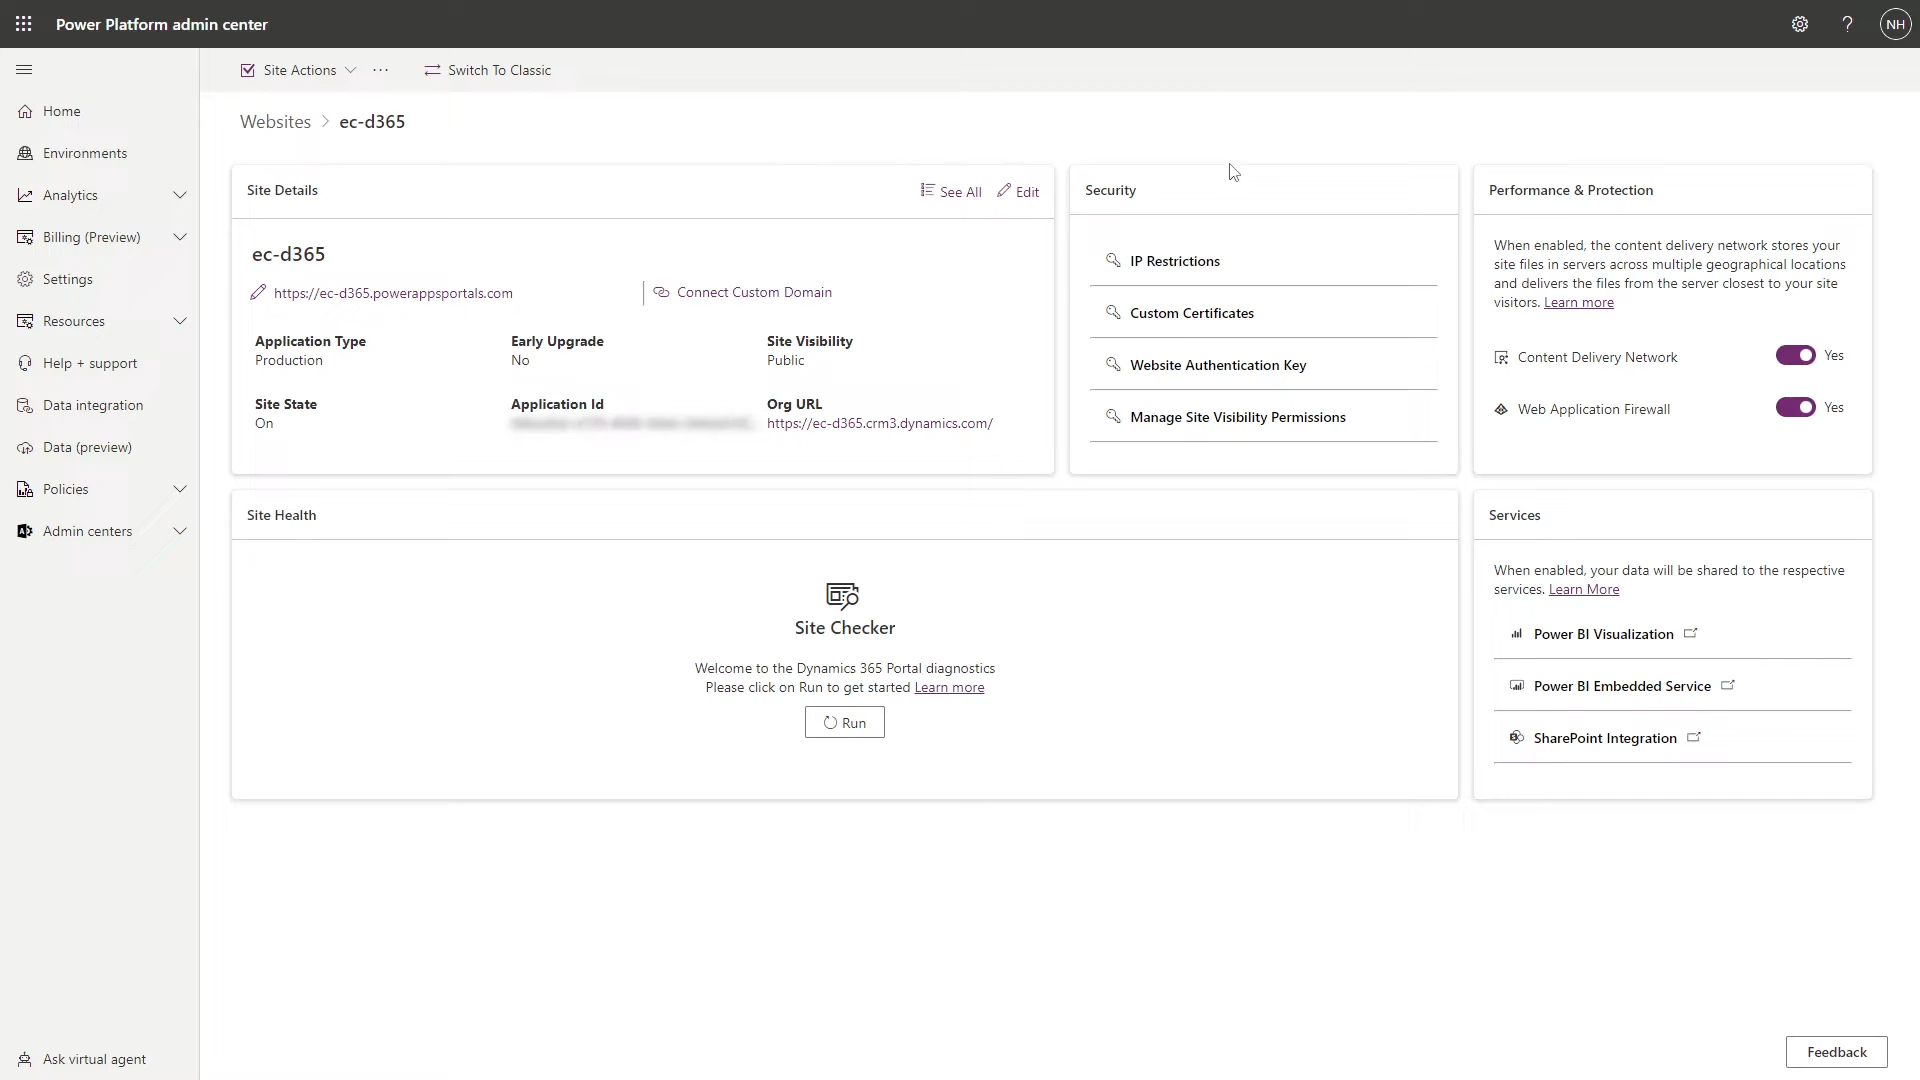 Power Platform admin center
NH
Site Actions
Switch To Classic
Home
Environments
Analytics
Billing (Preview)
Settings
Resources
Help + support
Data integration
Data (preview)
Policies
Admin centers
Ask virtual agent
Websites > ec-d365
Site Details
See All
Edit
ec-d365
https://ec-d365.powerappsportals.com
Connect Custom Domain
Application Type
Production
Early Upgrade
No
Site Visibility
Public
Site State
On
Application Id
Org URL
https://ec-d365.crm3.dynamics.com/
Security
IP Restrictions
Custom Certificates
Website Authentication Key
Manage Site Visibility Permissions
Performance & Protection
When enabled, the content delivery network stores your
site files in servers across multiple geographical locations
and delivers the files from the server closest to your site
visitors. Learn more
Content Delivery Network
Yes
Web Application Firewall
Yes
Site Health
Site Checker
Welcome to the Dynamics 365 Portal diagnostics
Please click on Run to get started Learn more
Run
Services
When enabled, your data will be shared to the respective
services. Learn More
Power BI Visualization
Power BI Embedded Service
SharePoint Integration
Feedback